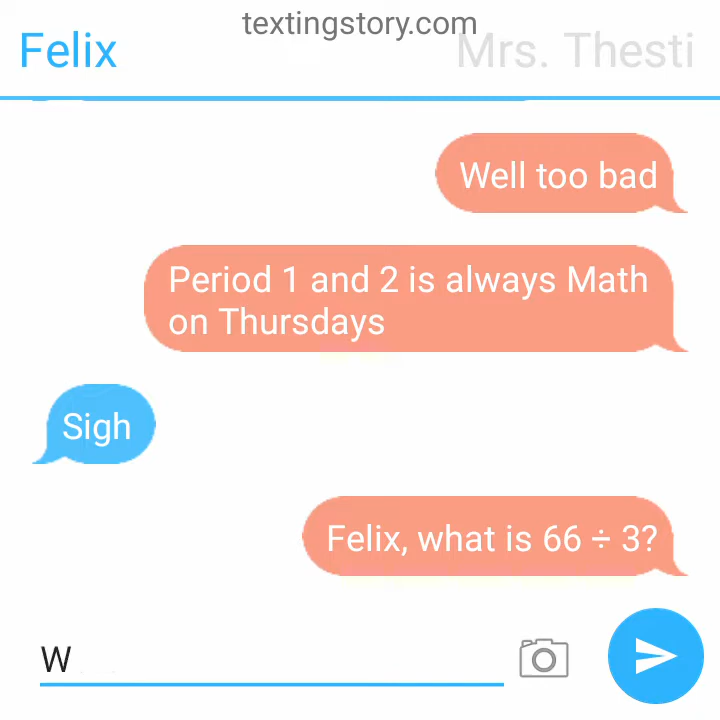 textingstory.com
Felix
Mrs. Thesti
Well too bad
Period 1 and 2 is always Math
on Thursdays
Sigh
Felix, what is 66 ÷ 3?
W